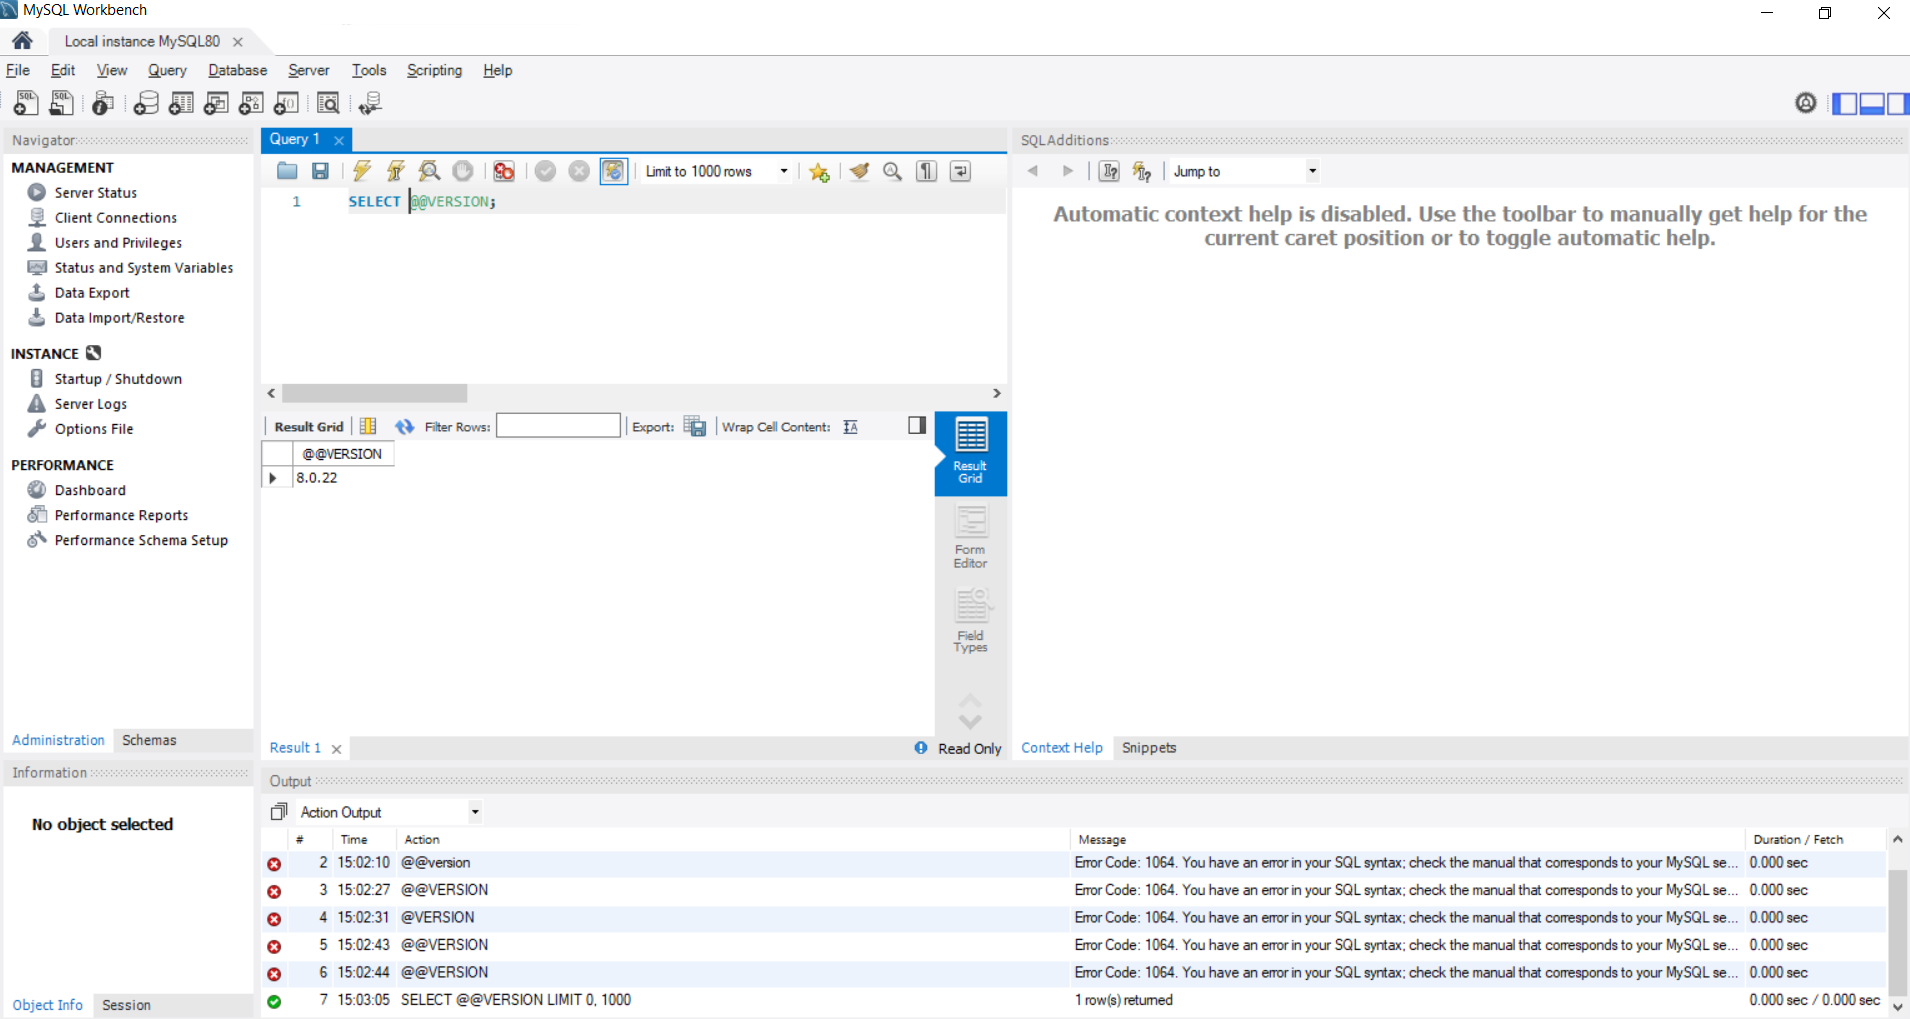 MySQL Workbench
Local instance MySQL80
File Edit View Query Database Server Tools Scripting Help
Navigator
MANAGEMENT
Server Status
Client Connections
Users and Privileges
Status and System Variables
Data Export
Data Import/Restore
INSTANCE
Startup / Shutdown
Server Logs
Options File
PERFORMANCE
Dashboard
Performance Reports
Performance Schema Setup
Administration Schemas
Information
No object selected
Object Info Session
Query 1
Limit to 1000 rows
1 SELECT @@VERSION;
Result Grid Filter Rows: Export: Wrap Cell Content:
@@VERSION
8.0.22
Result
Grid
Form
Editor
Field
Types
Result 1 Read Only
SQLAdditions
Jump to
Automatic context help is disabled. Use the toolbar to manually get help for the
current caret position or to toggle automatic help.
Context Help Snippets
Output
Action Output
# Time Action Message Duration / Fetch
2 15:02:10 @@version Error Code: 1064. You have an error in your SQL syntax; check the manual that corresponds to your MySQL se... 0.000 sec
3 15:02:27 @@VERSION Error Code: 1064. You have an error in your SQL syntax; check the manual that corresponds to your MySQL se... 0.000 sec
4 15:02:31 @VERSION Error Code: 1064. You have an error in your SQL syntax; check the manual that corresponds to your MySQL se... 0.000 sec
5 15:02:43 @@VERSION Error Code: 1064. You have an error in your SQL syntax; check the manual that corresponds to your MySQL se... 0.000 sec
6 15:02:44 @@VERSION Error Code: 1064. You have an error in your SQL syntax; check the manual that corresponds to your MySQL se... 0.000 sec
7 15:03:05 SELECT @@VERSION LIMIT 0, 1000 1 row(s) returned 0.000 sec / 0.000 sec